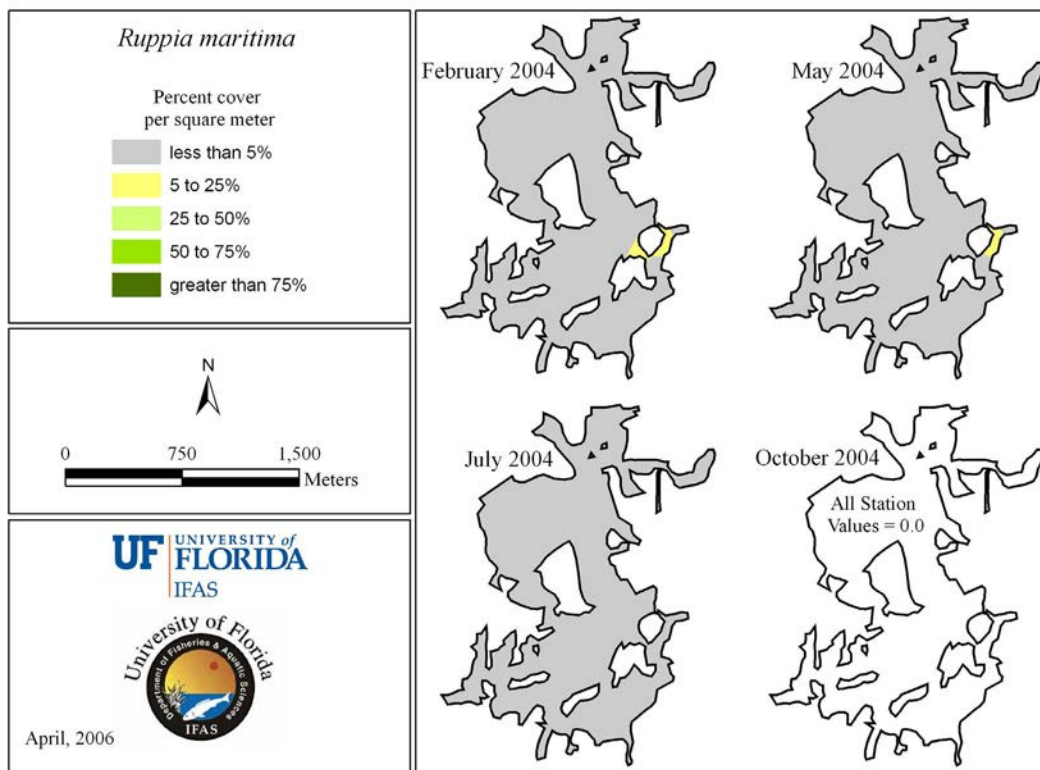 Ruppia maritima
Percent cover
per square meter
less than 5%
5 to 25%
25 to 50%
50 to 75%
greater than 75%
N
0 750 1,500
Meters
UF UNIVERSITY of
FLORIDA
IFAS
University of Florida
Department of Fisheries & Aquatic Sciences
IFAS
April, 2006
February 2004
May 2004
July 2004
October 2004
All Station
Values = 0.0